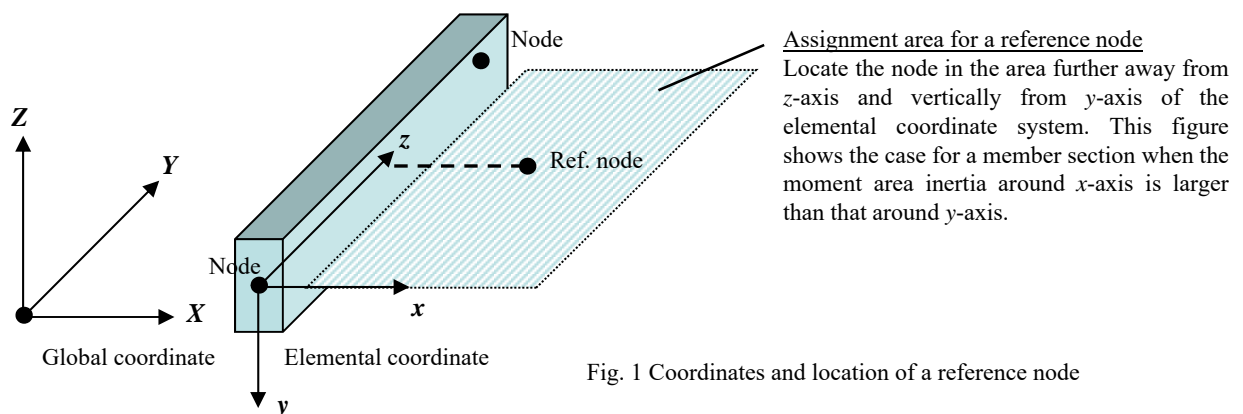 Node
Z
Y
X
Global coordinate
z
Ref. node
Node
x
y
Elemental coordinate
Assignment area for a reference node
Locate the node in the area further away from
z-axis and vertically from y-axis of the
elemental coordinate system. This figure
shows the case for a member section when the
moment area inertia around x-axis is larger
than that around y-axis.
Fig. 1 Coordinates and location of a reference node